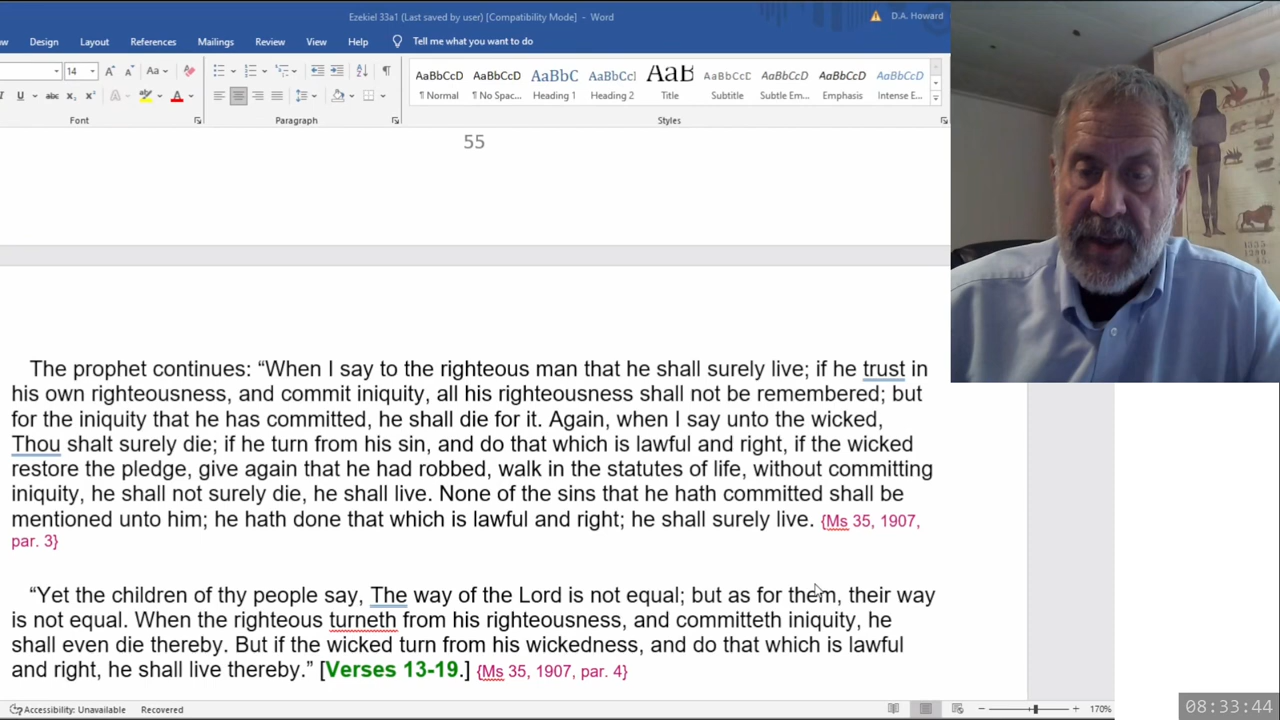 Ezekiel 33a1 (Last saved by user) [Compatibility Mode] - Word
D.A. Howard
Design Layout References Mailings Review View Help Tell me what you want to do
14
Aa
AaBbCcD AaBbCcD AaBbC AaBbCcI AaB AaBbCcD AaBbCcD AaBbCcD AaBbCcD
¶ Normal ¶ No Spac... Heading 1 Heading 2 Title Subtitle Subtle Em... Emphasis Intense E...
Font Paragraph Styles
55
The prophet continues: “When I say to the righteous man that he shall surely live; if he trust in
his own righteousness, and commit iniquity, all his righteousness shall not be remembered; but
for the iniquity that he has committed, he shall die for it. Again, when I say unto the wicked,
Thou shalt surely die; if he turn from his sin, and do that which is lawful and right, if the wicked
restore the pledge, give again that he had robbed, walk in the statutes of life, without committing
iniquity, he shall not surely die, he shall live. None of the sins that he hath committed shall be
mentioned unto him; he hath done that which is lawful and right; he shall surely live. {Ms 35, 1907,
par. 3}
“Yet the children of thy people say, The way of the Lord is not equal; but as for them, their way
is not equal. When the righteous turneth from his righteousness, and committeth iniquity, he
shall even die thereby. But if the wicked turn from his wickedness, and do that which is lawful
and right, he shall live thereby.” [Verses 13-19.] {Ms 35, 1907, par. 4}
Accessibility: Unavailable Recovered
170%
08:33:44
1335
1290